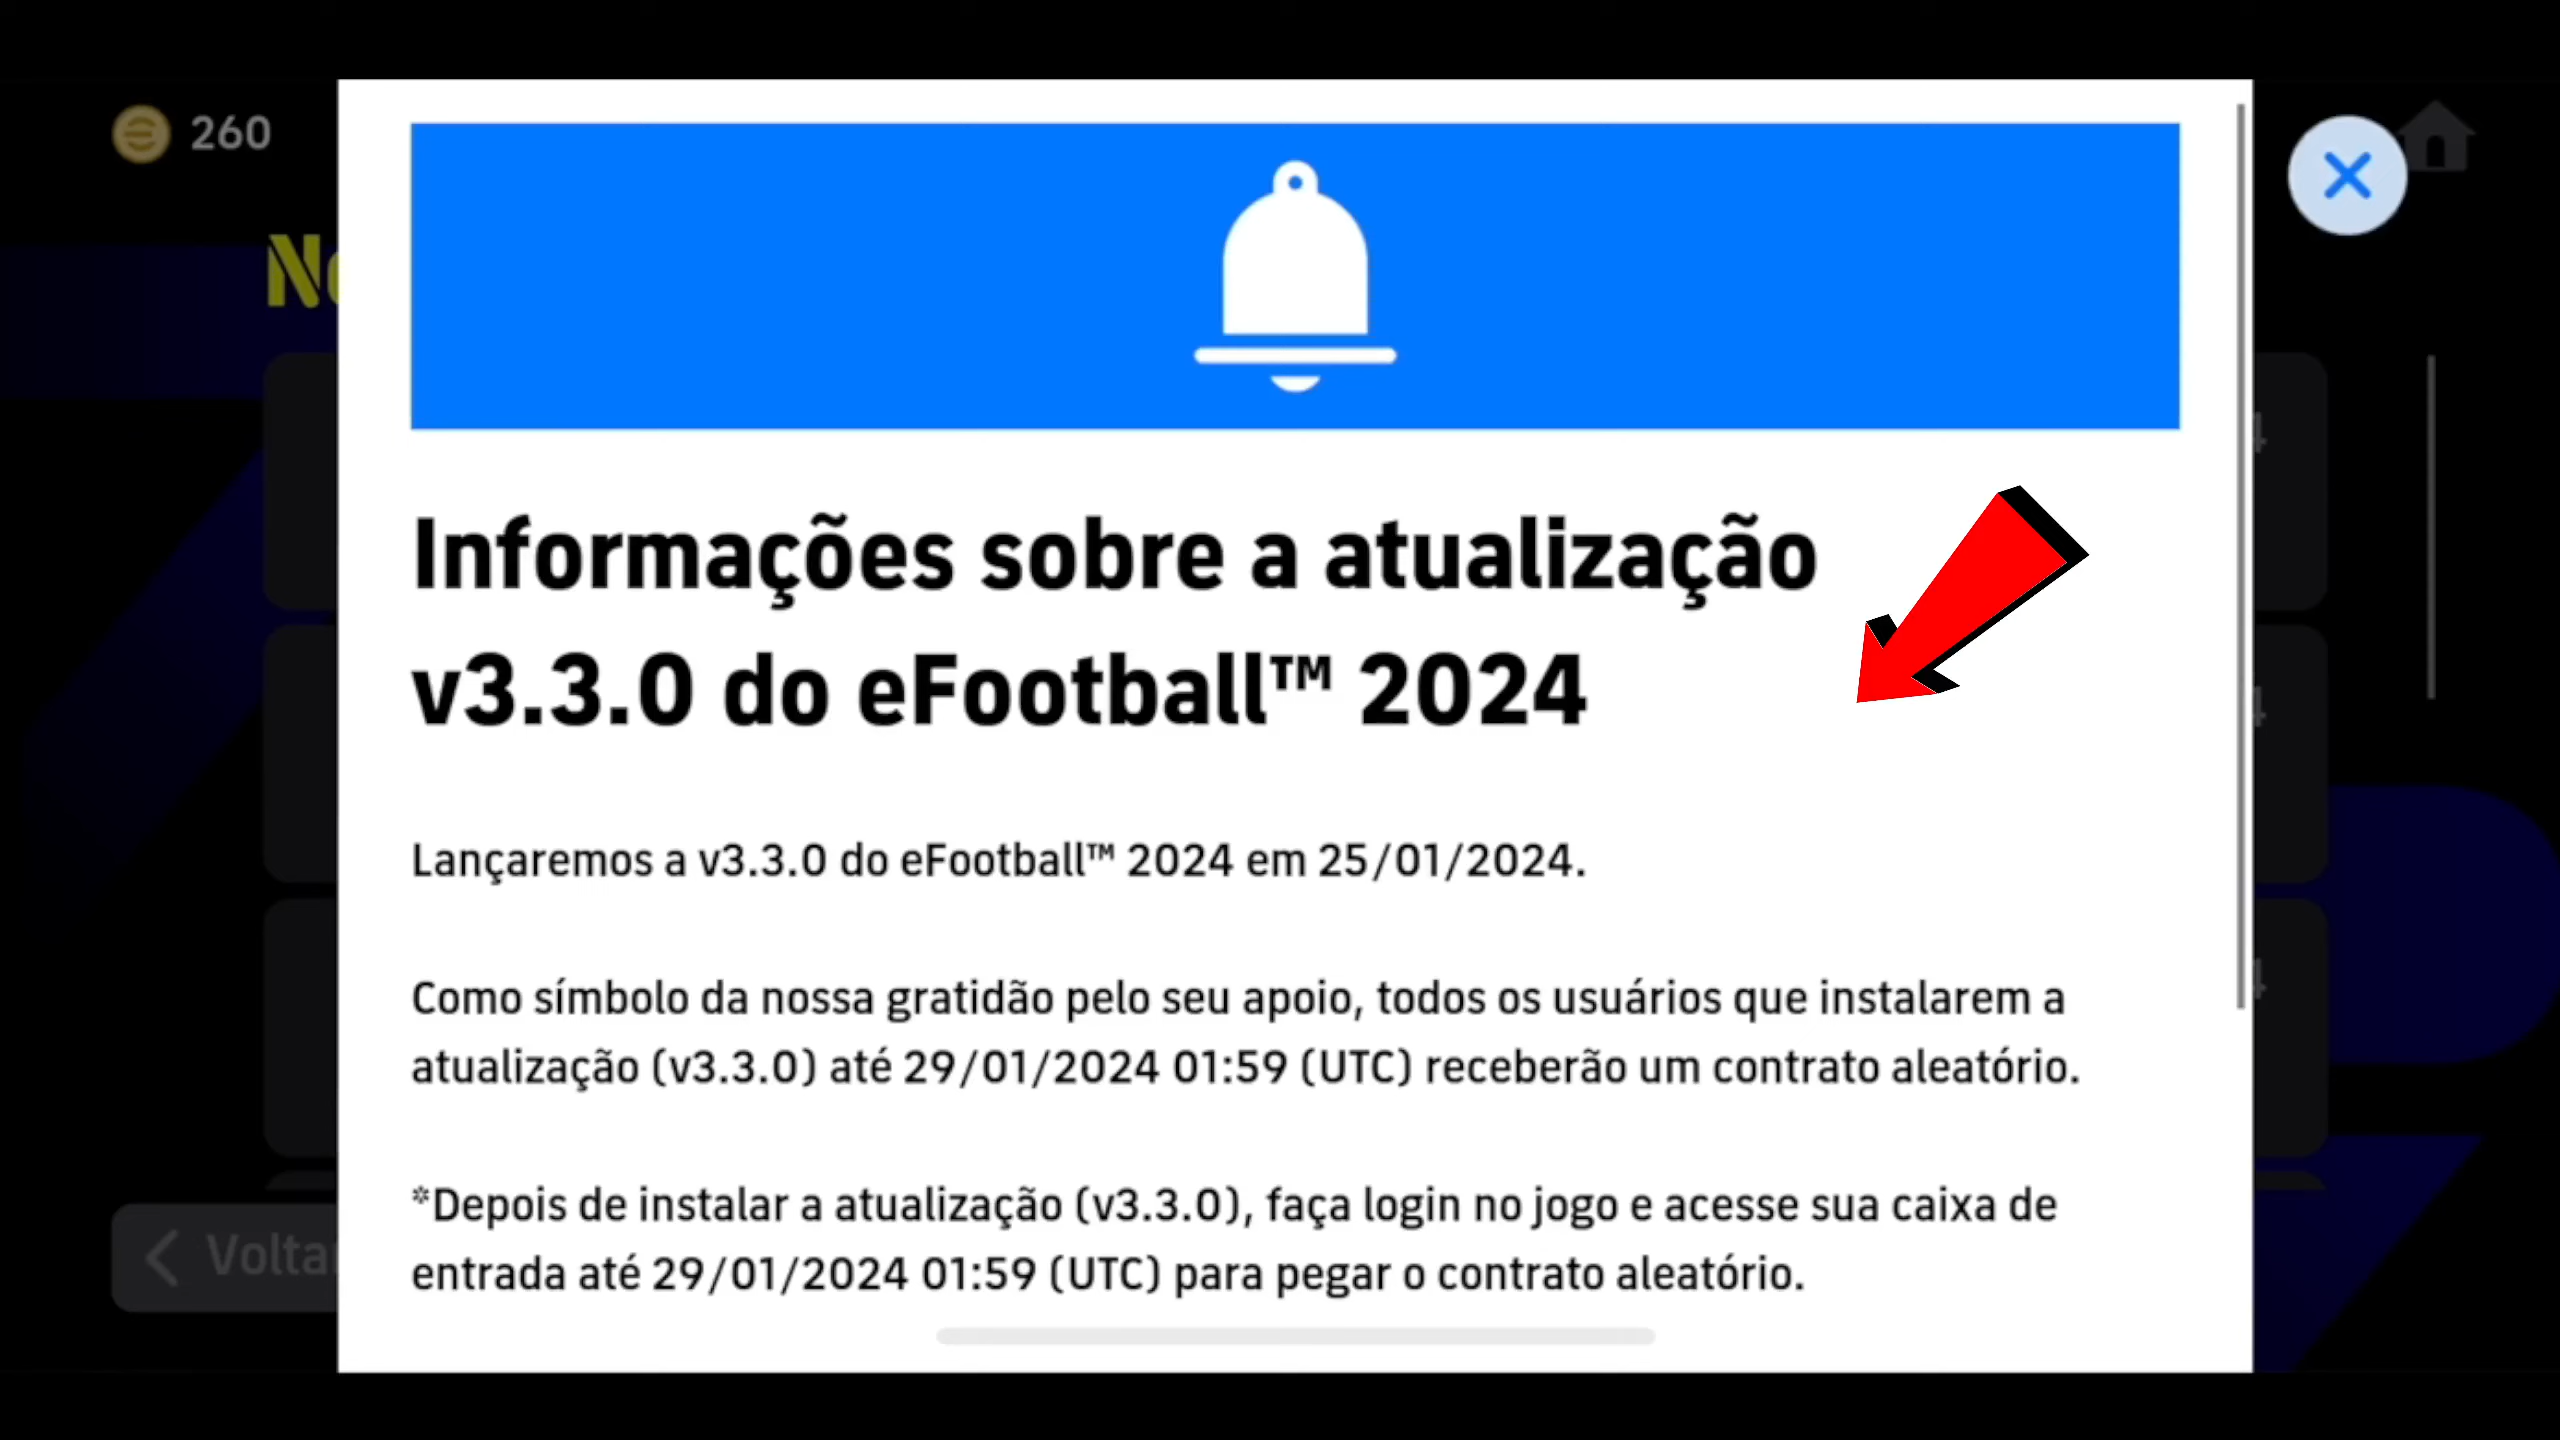 260
Informações sobre a atualização
v3.3.0 do eFootball™ 2024
Lançaremos a v3.3.0 do eFootball™ 2024 em 25/01/2024.
Como símbolo da nossa gratidão pelo seu apoio, todos os usuários que instalarem a
atualização (v3.3.0) até 29/01/2024 01:59 (UTC) receberão um contrato aleatório.
*Depois de instalar a atualização (v3.3.0), faça login no jogo e acesse sua caixa de
entrada até 29/01/2024 01:59 (UTC) para pegar o contrato aleatório.
Voltar